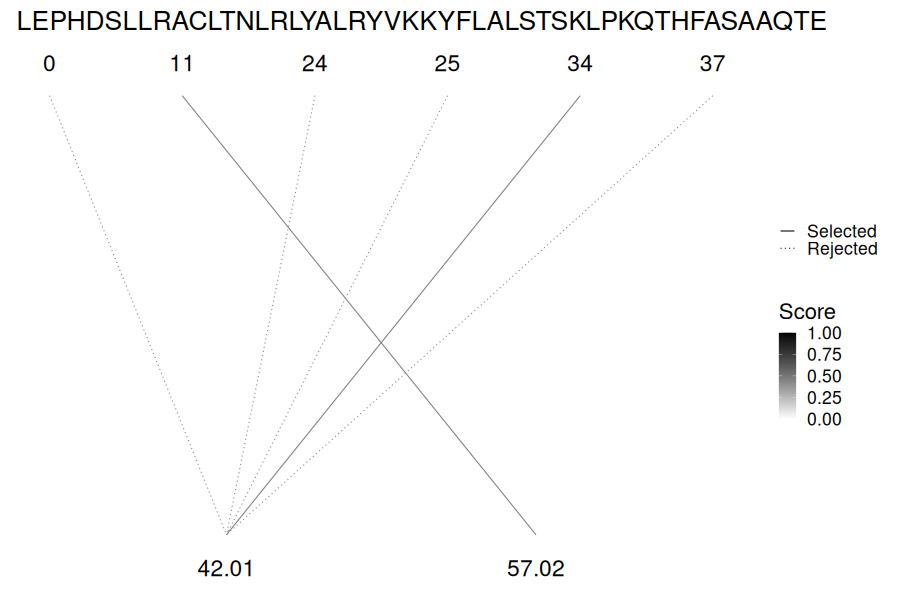 LEPHDSLLRACLTNLRLYALRYVKKYFLALSTSKLPKQTHFASAAQTE
0 11 24 25 34 37
Selected
Rejected
Score
1.00
0.75
0.50
0.25
0.00
42.01 57.02